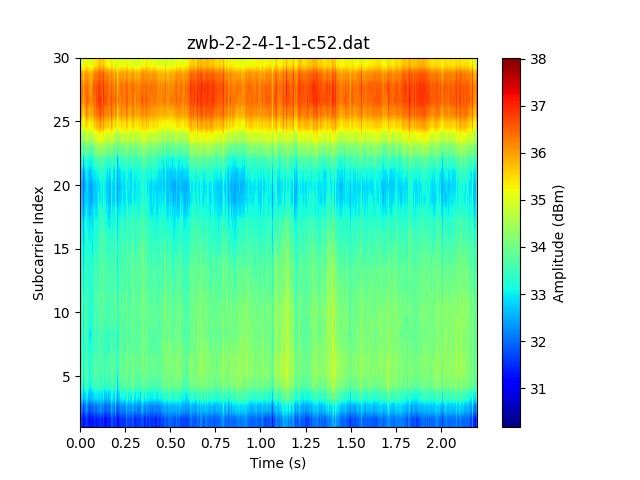 zwb-2-2-4-1-1-c52.dat
30
25
20
15
10
5
Subcarrier Index
0.00 0.25 0.50 0.75 1.00 1.25 1.50 1.75 2.00
Time (s)
38
37
36
35
34
33
32
31
Amplitude (dBm)